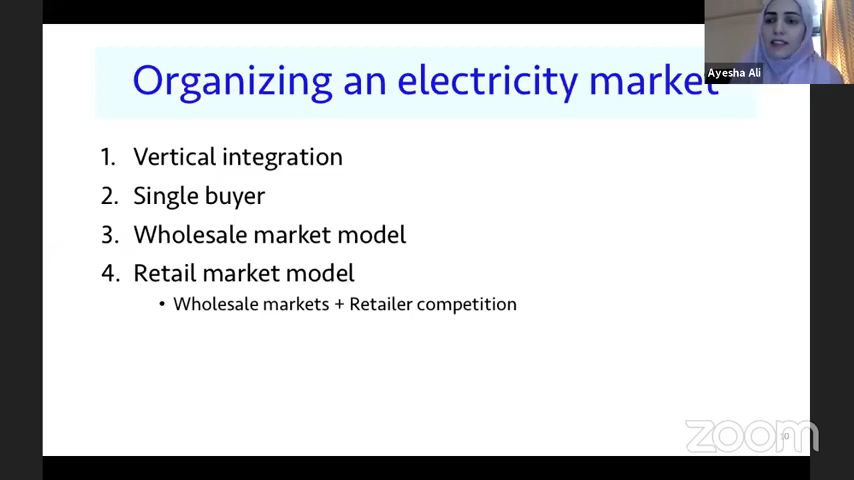 Organizing an electricity market
Ayesha Ali
1. Vertical integration
2. Single buyer
3. Wholesale market model
4. Retail market model
• Wholesale markets + Retailer competition
zoom